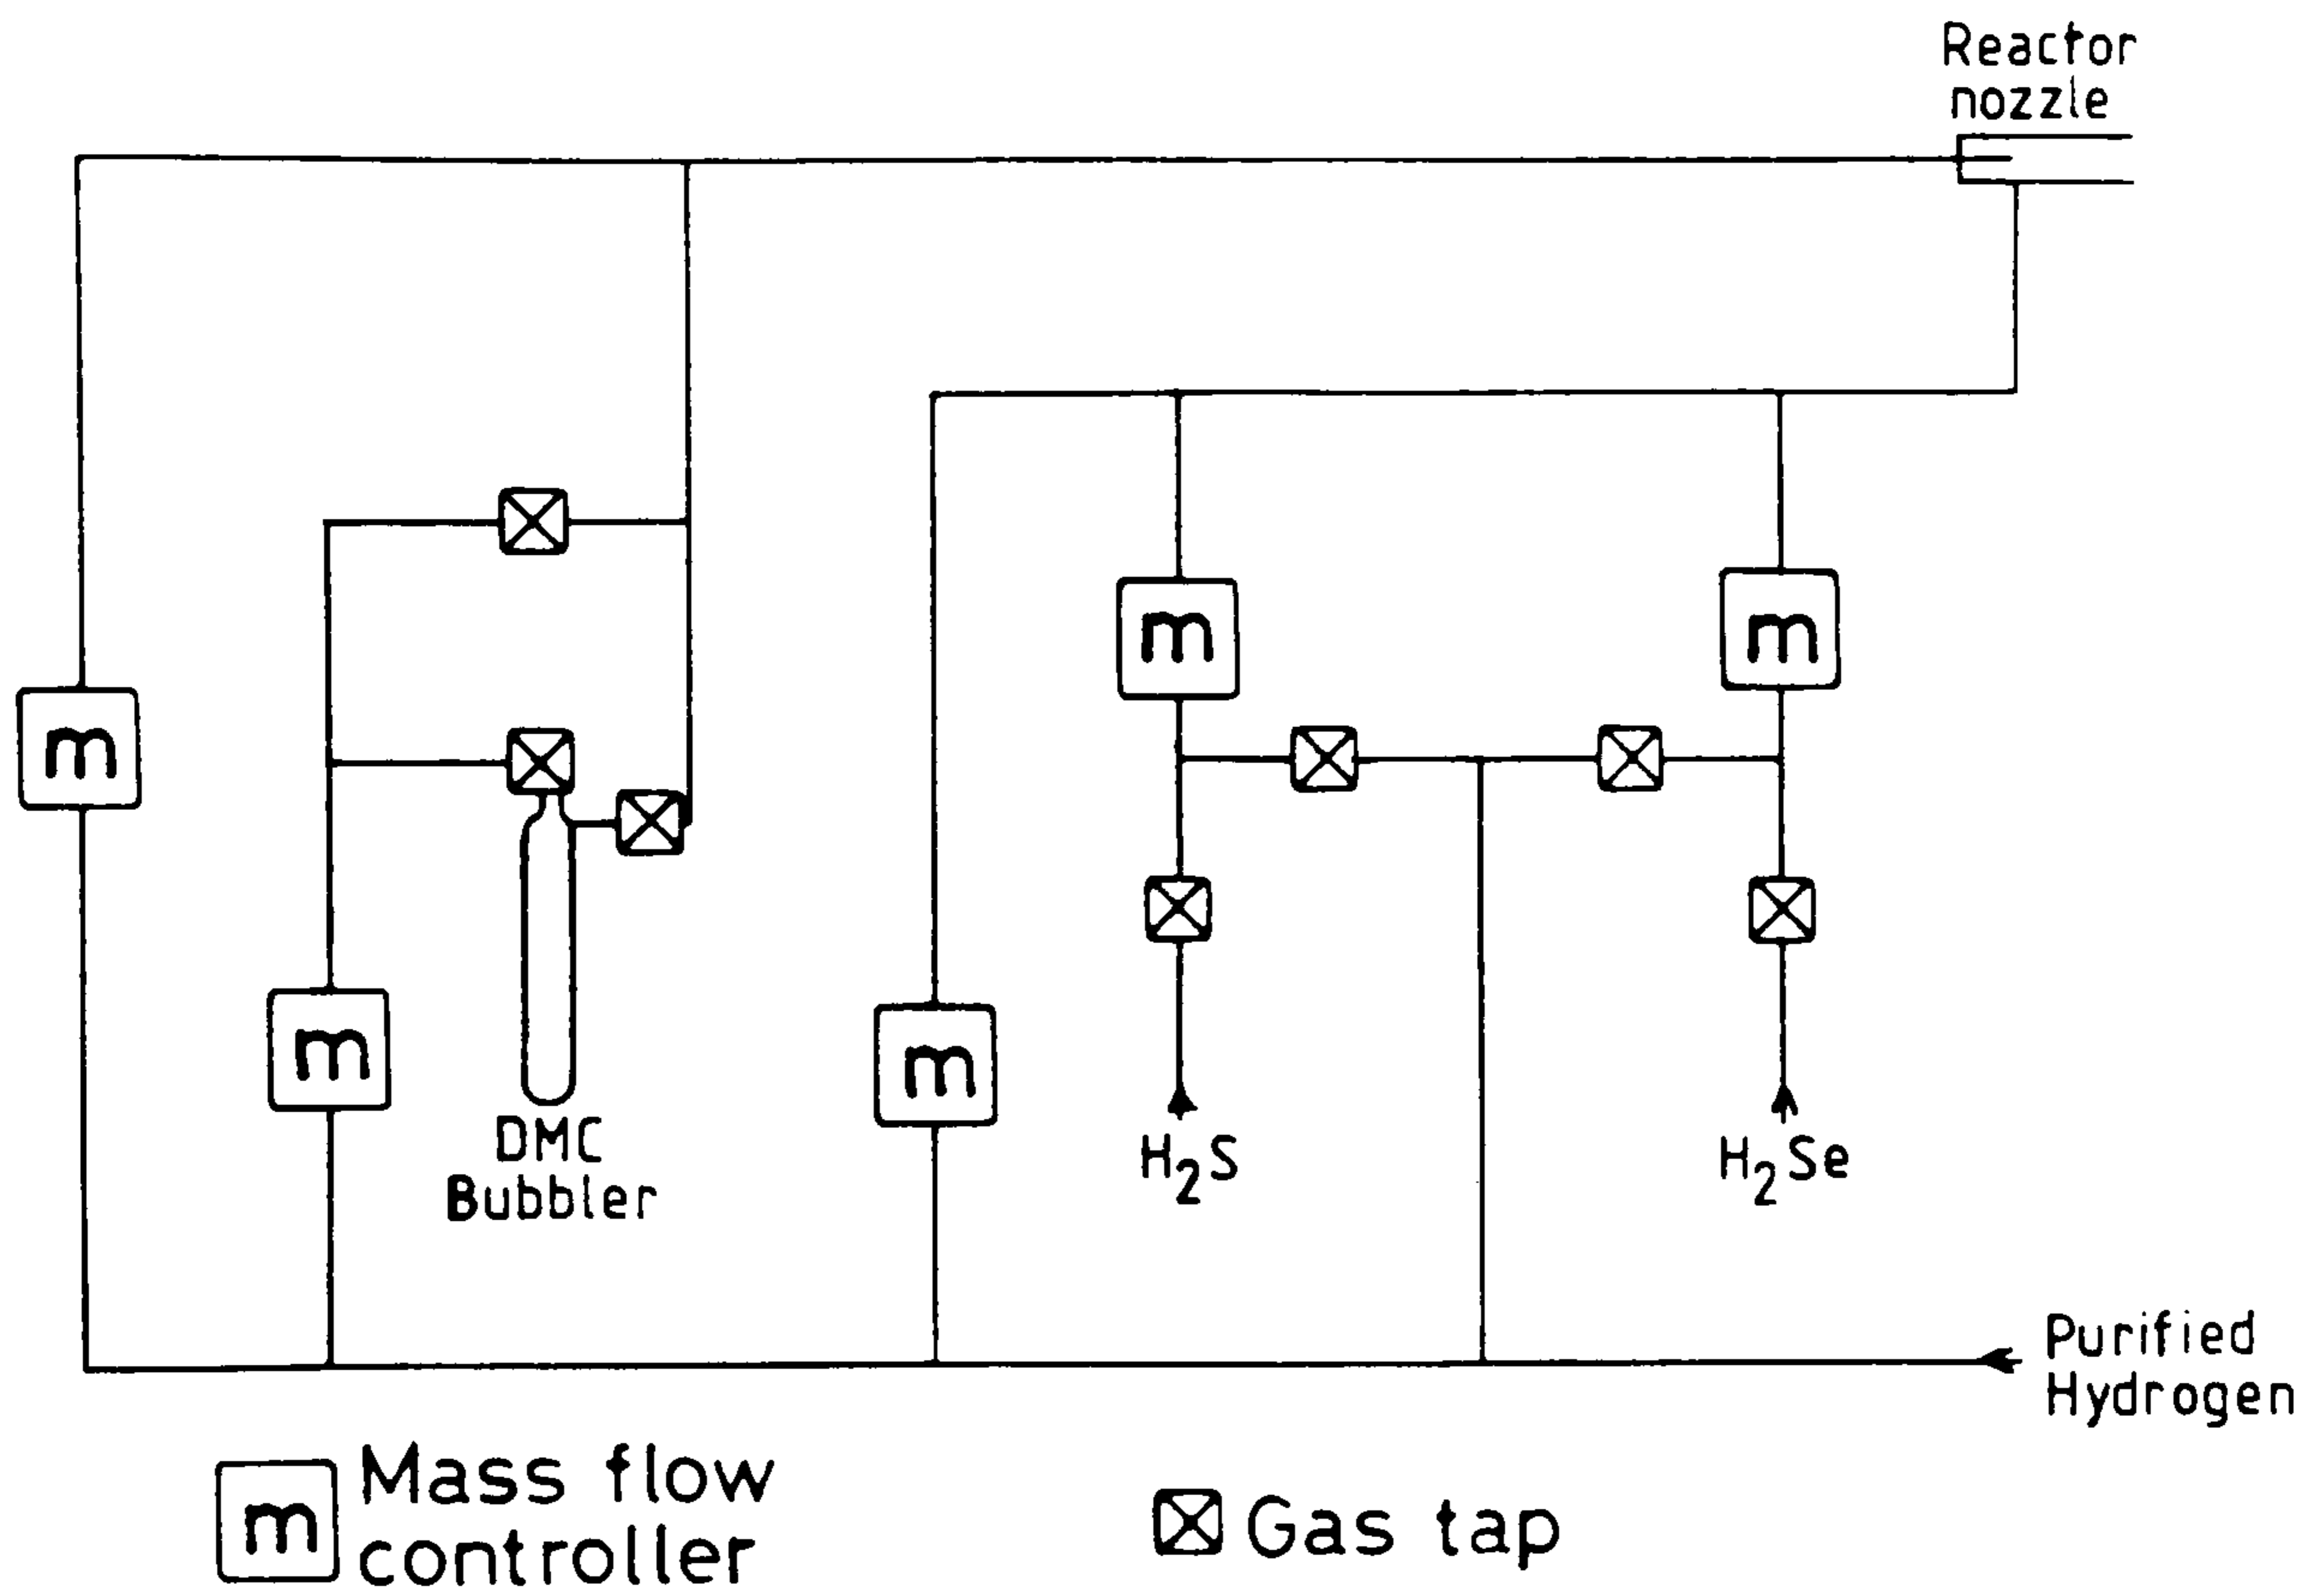 Reactor
nozzle
m
m
m
m
m
DMC
Bubbler
H₂S
H₂Se
Purified
Hydrogen
m
Mass flow
controller
Gas tap